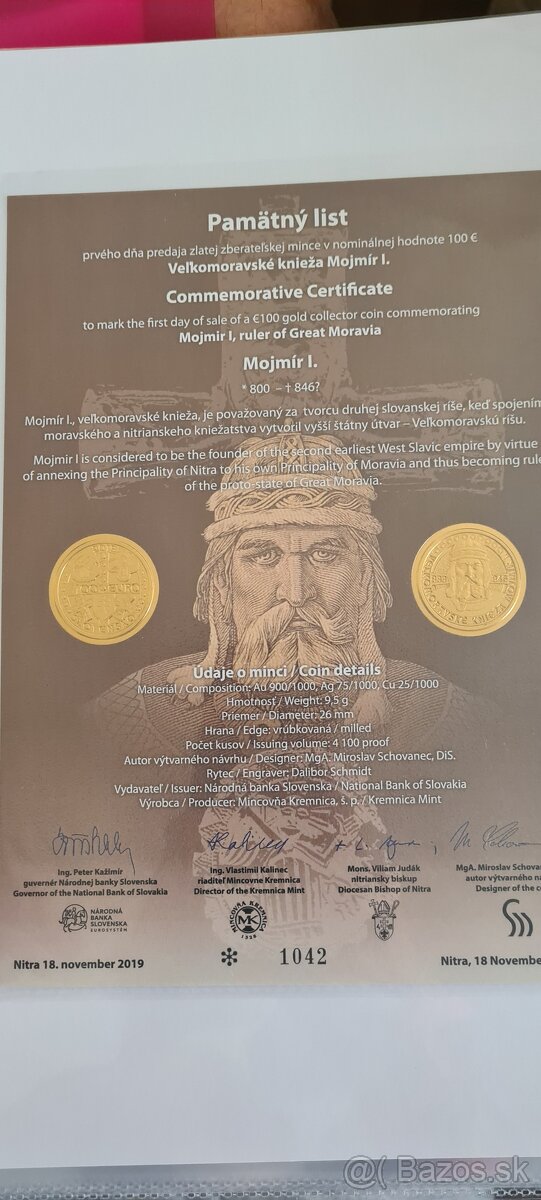 Pamätný list
prvého dňa predaja zlatej zberateľskej mince v nominálnej hodnote 100 €
Veľkomoravské knieža Mojmír I.
Commemorative Certificate
to mark the first day of sale of a €100 gold collector coin commemorating
Mojmir I, ruler of Great Moravia
Mojmír I.
* 800 – † 846?
Mojmír I., veľkomoravské knieža, je považovaný za tvorcu druhej slovanskej ríše, keď spojením
moravského a nitrianskeho kniežatstva vytvoril vyšší štátny útvar – Veľkomoravskú ríšu.
Mojmir I is considered to be the founder of the second earliest West Slavic empire by virtue
of annexing the Principality of Nitra to his own Principality of Moravia and thus becoming rule
of the proto-state of Great Moravia.
Údaje o minci / Coin details
Materiál / Composition: Au 900/1000, Ag 75/1000, Cu 25/1000
Hmotnosť / Weight: 9,5 g
Priemer / Diameter: 26 mm
Hrana / Edge: vrúbkovaná / milled
Počet kusov / Issuing volume: 4 100 proof
Autor výtvarného návrhu / Designer: MgA. Miroslav Schovanec, DiS.
Rytec / Engraver: Dalibor Schmidt
Vydavateľ / Issuer: Národná banka Slovenska / National Bank of Slovakia
Výrobca / Producer: Mincovňa Kremnica, š. p. / Kremnica Mint
Ing. Peter Kažimír
guvernér Národnej banky Slovenska
Governor of the National Bank of Slovakia
Ing. Vlastimil Kalinec
riaditeľ Mincovne Kremnica
Director of the Kremnica Mint
Mons. Viliam Judák
nitriansky biskup
Diocesan Bishop of Nitra
MgA. Miroslav Schova
autor výtvarného ná
Designer of the c
NÁRODNÁ
BANKA
SLOVENSKA
EUROSYSTÉM
MINCOVŇA KREMNICA
MK
1328
Nitra 18. november 2019
* 1042
Nitra, 18 Novembe
@( Bazos.sk